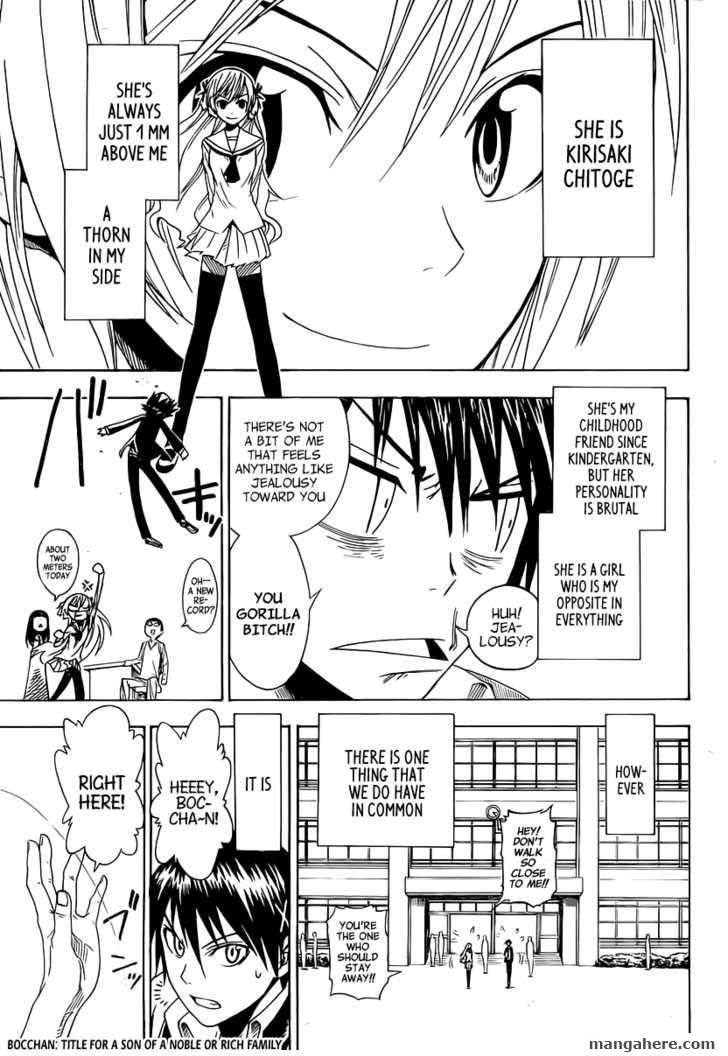 SHE IS
KIRISAKI
CHITOGE
SHE'S
ALWAYS
JUST 1 MM
ABOVE ME
A
THORN
IN MY
SIDE
SHE'S MY
CHILDHOOD
FRIEND SINCE
KINDERGARTEN,
BUT HER
PERSONALITY
IS BRUTAL
SHE IS A GIRL
WHO IS MY
OPPOSITE IN
EVERYTHING
HUH!
JEA-
LOUSY?
THERE'S NOT
A BIT OF ME
THAT FEELS
ANYTHING LIKE
JEALOUSY
TOWARD YOU
YOU
GORILLA
BITCH!!
OH—
A NEW
RE-
CORD?
ABOUT
TWO
METERS
TODAY
HOW-
EVER
THERE IS ONE
THING THAT
WE DO HAVE
IN COMMON
HEY!
DON'T
WALK
SO
CLOSE
TO ME!!
YOU'RE
THE ONE
WHO
SHOULD
STAY
AWAY!!
IT IS
HEEEY,
BOC-
CHA~N!
RIGHT
HERE!
BOCCHAN: TITLE FOR A SON OF A NOBLE OR RICH FAMILY
mangahere.com